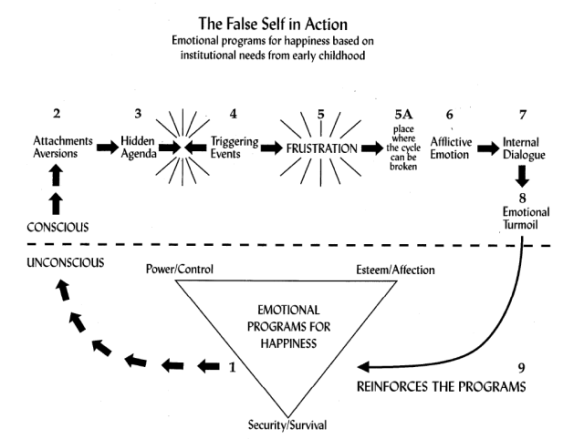 The False Self in Action
Emotional programs for happiness based on
institutional needs from early childhood
2
Attachments
Aversions
3
Hidden
Agenda
4
Triggering
Events
5
FRUSTRATION
5A
place
where
the cycle
can be
broken
6
Afflictive
Emotion
7
Internal
Dialogue
8
Emotional
Turmoil
CONSCIOUS
UNCONSCIOUS
Power/Control
Esteem/Affection
EMOTIONAL
PROGRAMS FOR
HAPPINESS
1
9
REINFORCES THE PROGRAMS
Security/Survival